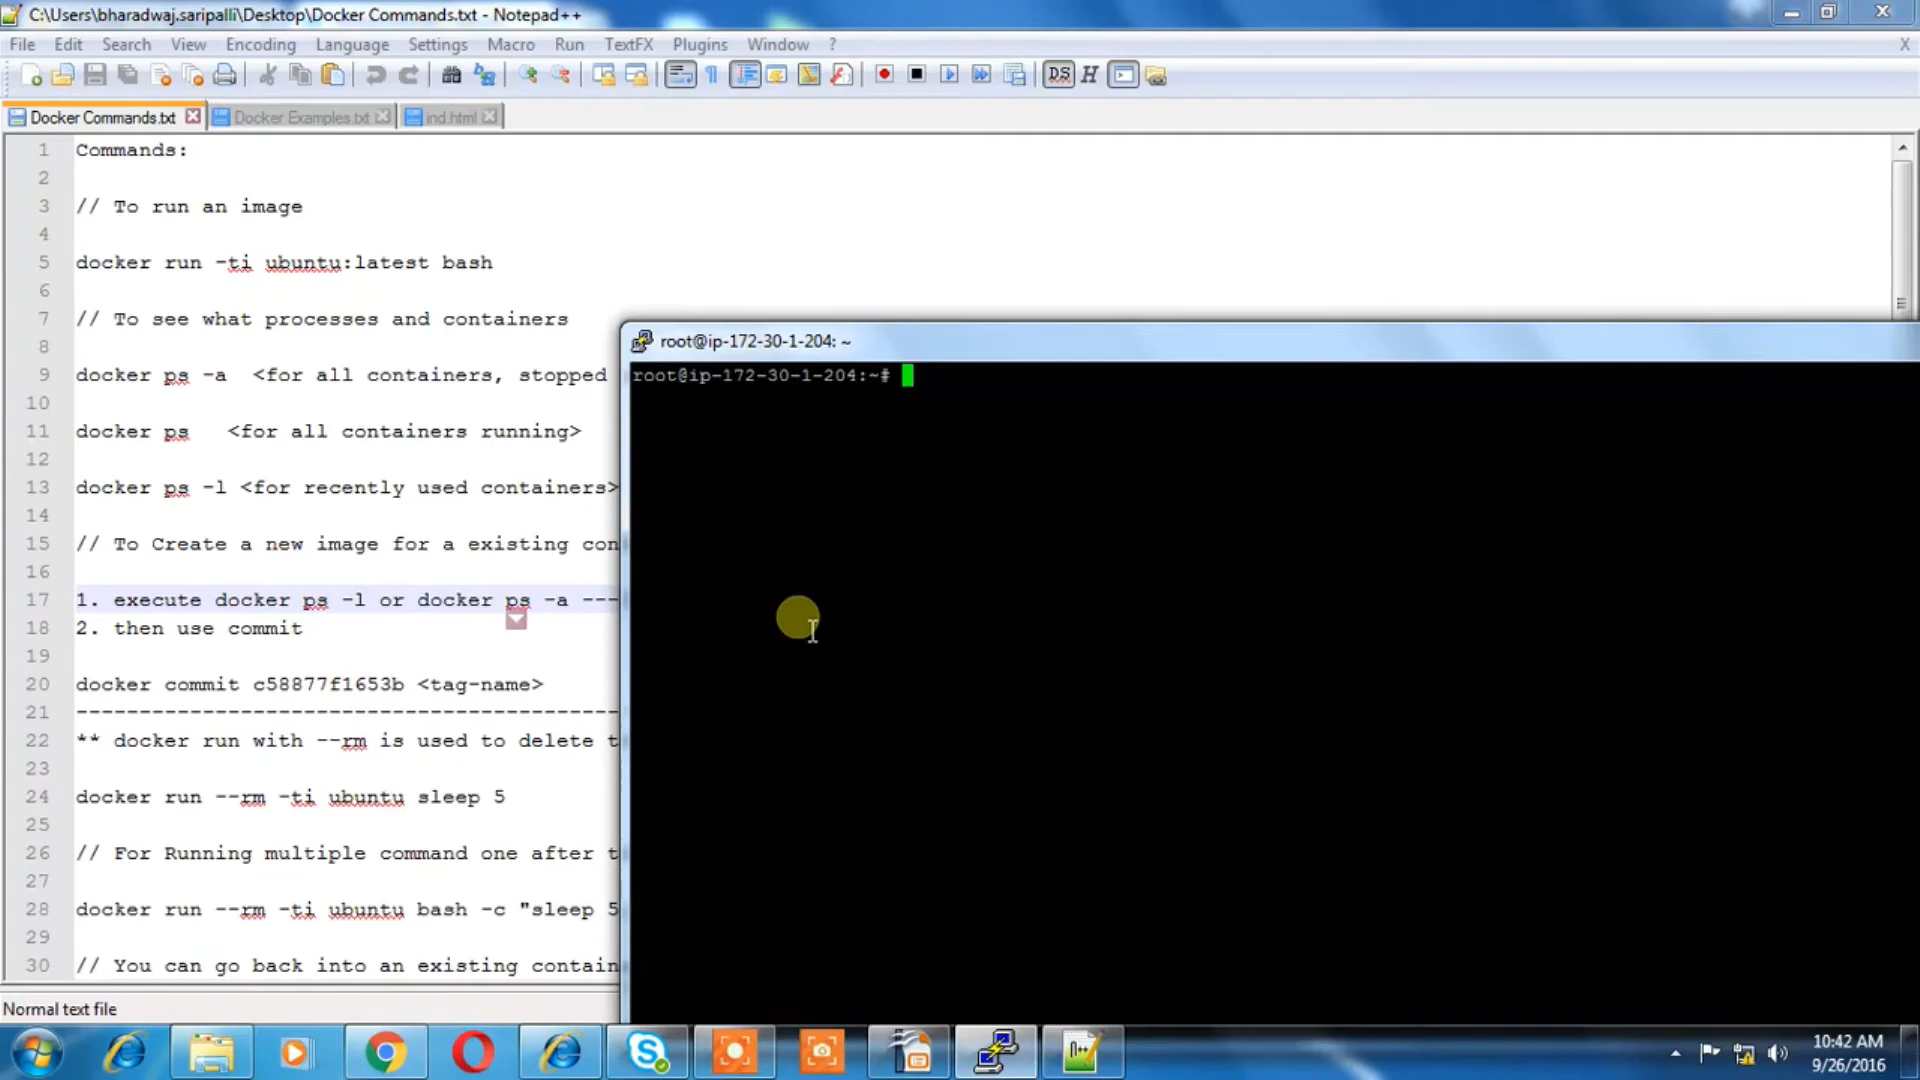 C:\Users\bharadwaj.saripalli\Desktop\Docker Commands.txt - Notepad++
File Edit Search View Encoding Language Settings Macro Run TextFX Plugins Window ? X
Docker Commands.txt Docker Examples.txt ind.html
1 Commands:
2
3 // To run an image
4
5 docker run -ti ubuntu:latest bash
6
7 // To see what processes and containers
8
9 docker ps -a <for all containers, stopped
10
11 docker ps <for all containers running>
12
13 docker ps -l <for recently used containers>
14
15 // To Create a new image for a existing con
16
17 1. execute docker ps -l or docker ps -a ---
18 2. then use commit
19
20 docker commit c58877f1653b <tag-name>
21 -------------------------------------------
22 ** docker run with --rm is used to delete t
23
24 docker run --rm -ti ubuntu sleep 5
25
26 // For Running multiple command one after t
27
28 docker run --rm -ti ubuntu bash -c "sleep 5
29
30 // You can go back into an existing contain
Normal text file
root@ip-172-30-1-204: ~
root@ip-172-30-1-204:~#
10:42 AM
9/26/2016